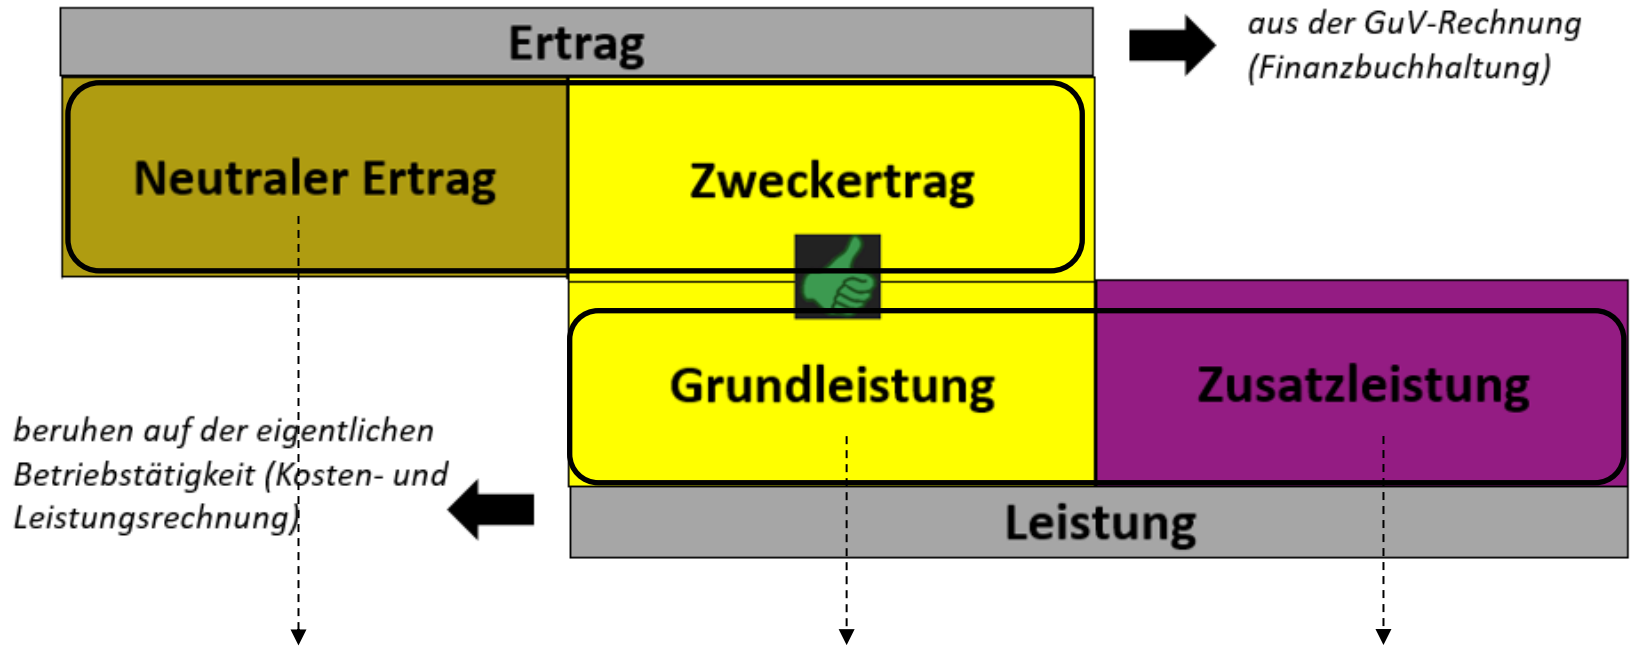 Ertrag
aus der GuV-Rechnung
(Finanzbuchhaltung)
Neutraler Ertrag
Zweckertrag
Grundleistung
Zusatzleistung
beruhen auf der eigentlichen
Betriebstätigkeit (Kosten- und
Leistungsrechnung)
Leistung